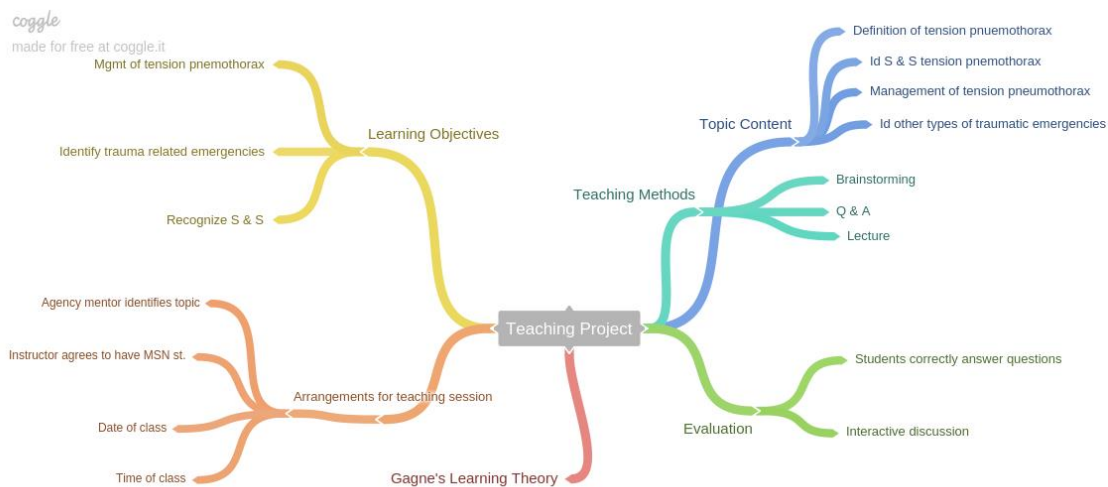 coggle
made for free at coggle.it
Mgmt of tension pnemothorax
Learning Objectives
Identify trauma related emergencies
Recognize S & S
Agency mentor identifies topic
Instructor agrees to have MSN st.
Arrangements for teaching session
Date of class
Time of class
Teaching Project
Gagne's Learning Theory
Definition of tension pnuemothorax
Id S & S tension pnemothorax
Management of tension pneumothorax
Topic Content
Id other types of traumatic emergencies
Teaching Methods
Brainstorming
Q & A
Lecture
Students correctly answer questions
Evaluation
Interactive discussion